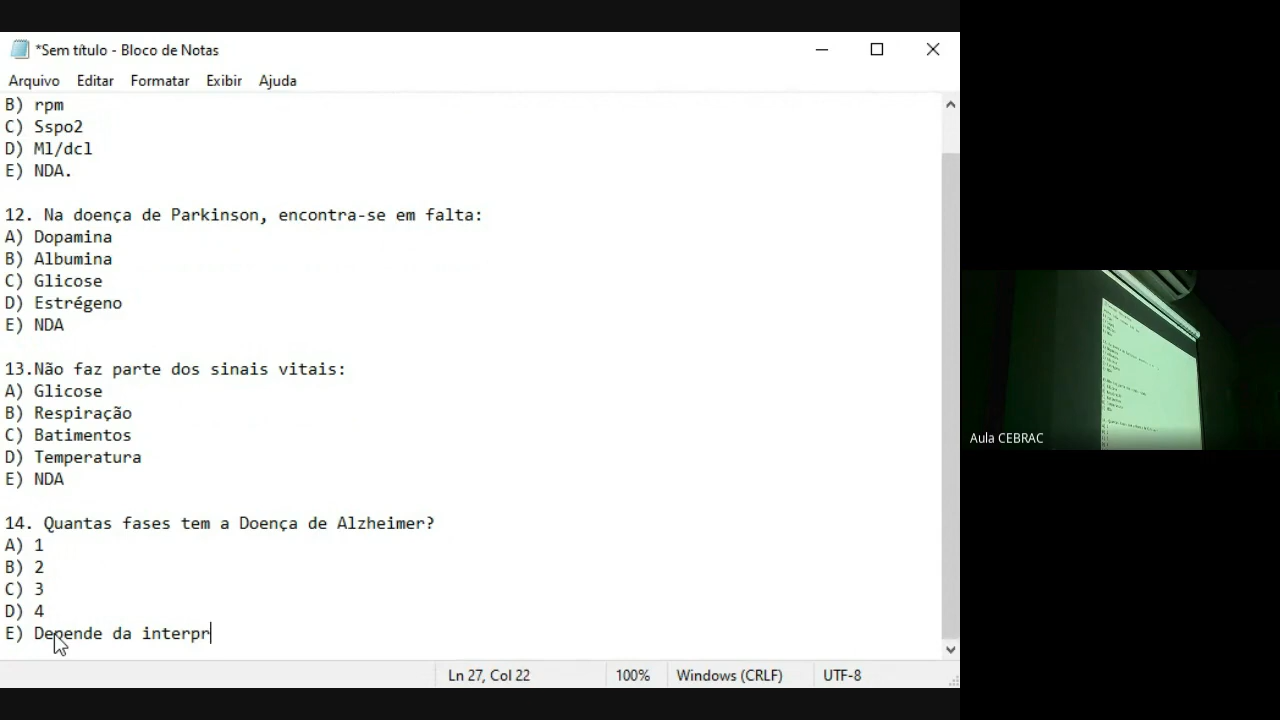 *Sem título - Bloco de Notas
Arquivo Editar Formatar Exibir Ajuda
B) rpm
C) Sspo2
D) Ml/dcl
E) NDA.
12. Na doença de Parkinson, encontra-se em falta:
A) Dopamina
B) Albumina
C) Glicose
D) Estrégeno
E) NDA
13.Não faz parte dos sinais vitais:
A) Glicose
B) Respiração
C) Batimentos
D) Temperatura
E) NDA
14. Quantas fases tem a Doença de Alzheimer?
A) 1
B) 2
C) 3
D) 4
E) Depende da interpr
Ln 27, Col 22 100% Windows (CRLF) UTF-8
Aula CEBRAC